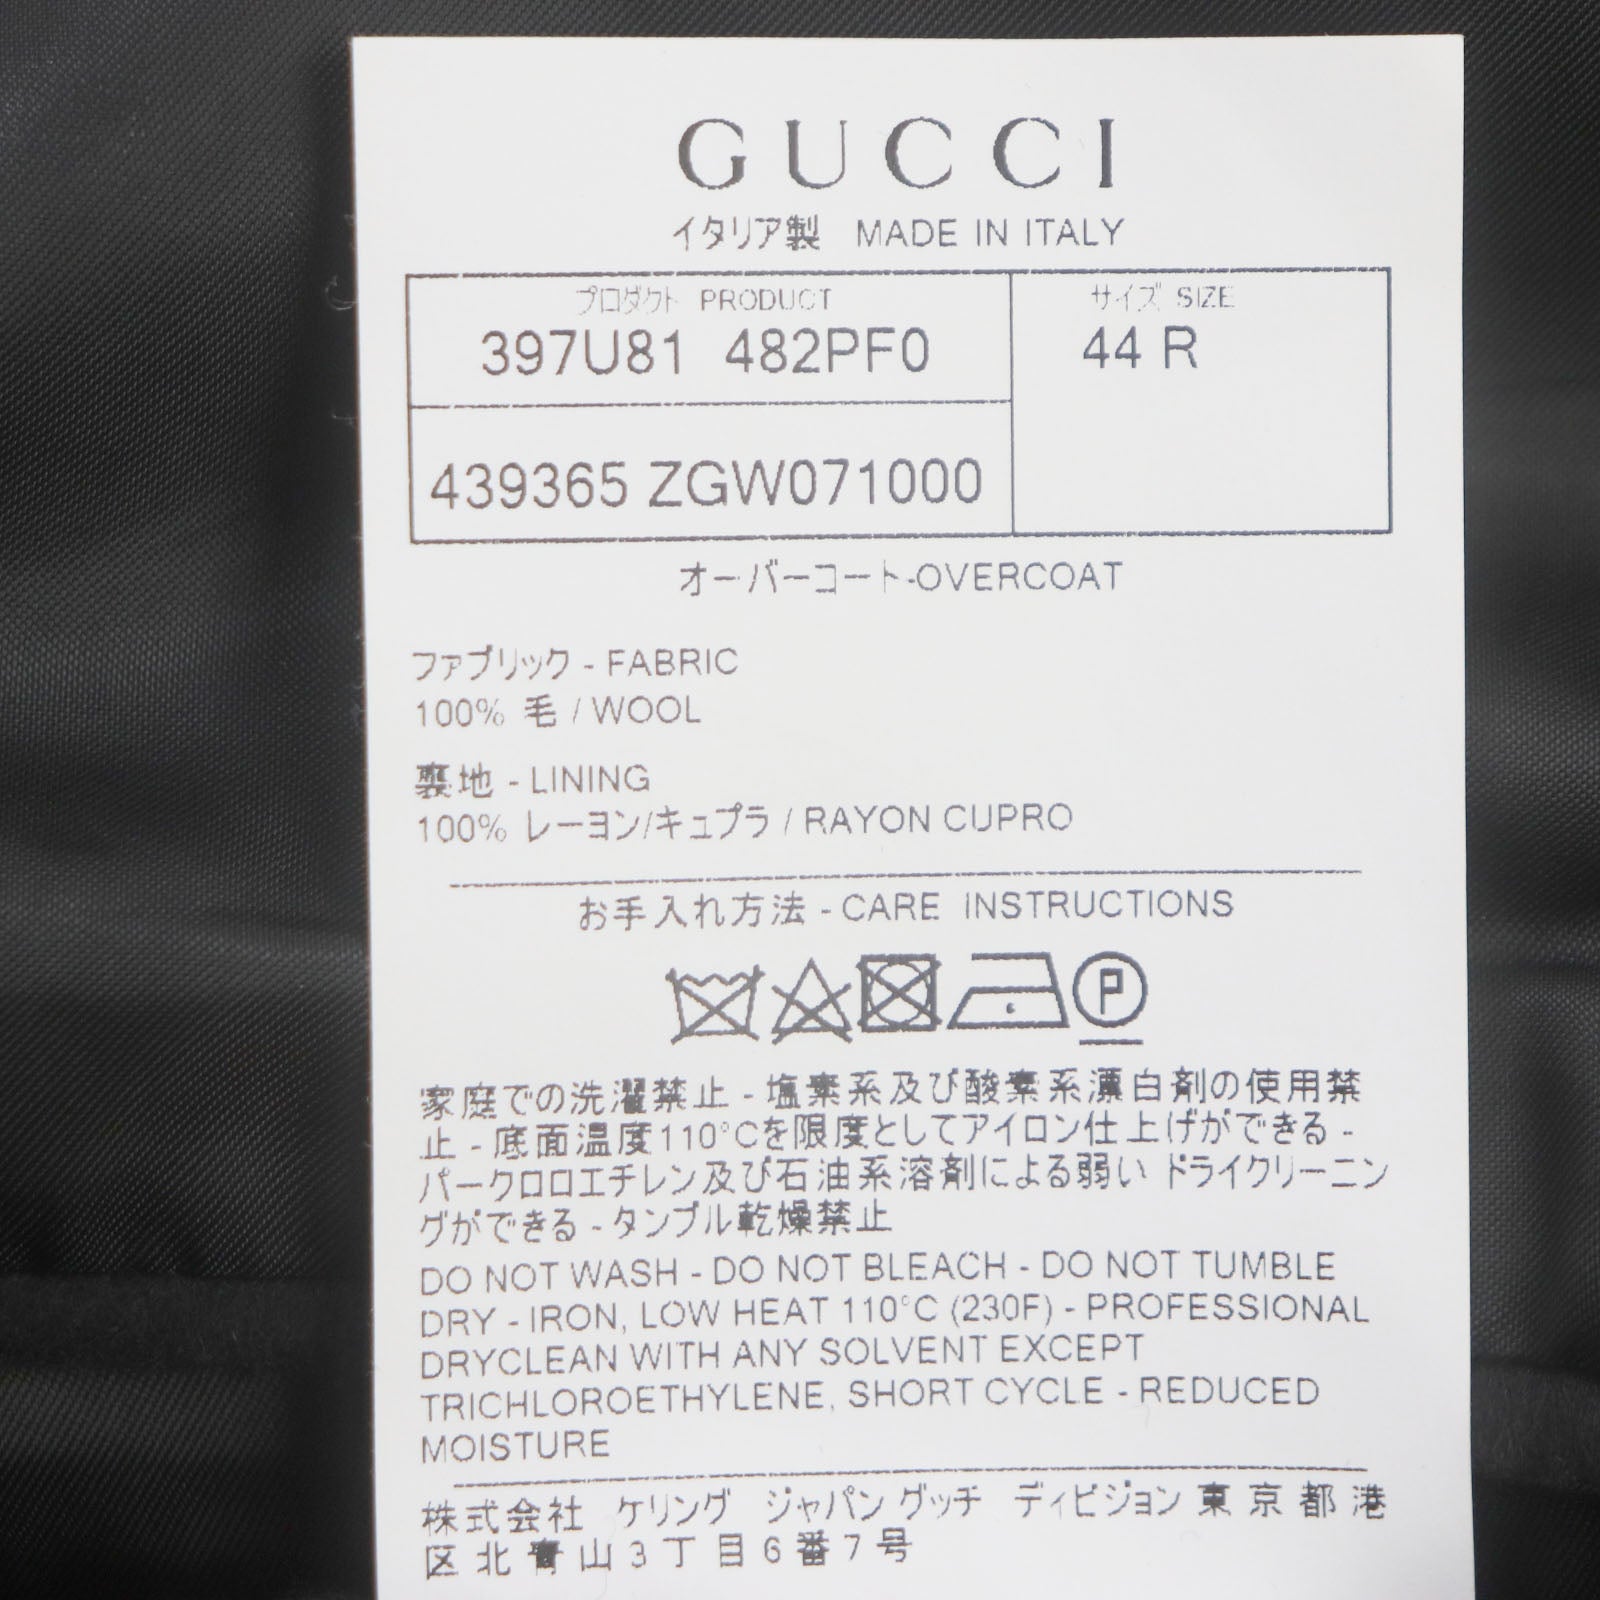 GUCCI
イタリア製 MADE IN ITALY
プロダクト PRODUCT
397U81 482PF0
サイズ SIZE
44 R
439365 ZGW071000
オーバーコート-OVERCOAT
ファブリック - FABRIC
100% 毛 / WOOL
裏地 - LINING
100% レーヨン/キュプラ / RAYON CUPRO
お手入れ方法 - CARE INSTRUCTIONS
P
家庭での洗濯禁止 - 塩素系及び酸素系漂白剤の使用禁
止 - 底面温度110°Cを限度としてアイロン仕上げができる -
パークロロエチレン及び石油系溶剤による弱い ドライクリーニン
グができる - タンブル乾燥禁止
DO NOT WASH - DO NOT BLEACH - DO NOT TUMBLE
DRY - IRON, LOW HEAT 110°C (230F) - PROFESSIONAL
DRYCLEAN WITH ANY SOLVENT EXCEPT
TRICHLOROETHYLENE, SHORT CYCLE - REDUCED
MOISTURE
株式会社 ケリング ジャパン グッチ ディビジョン 東京都港
区北青山3丁目6番7号